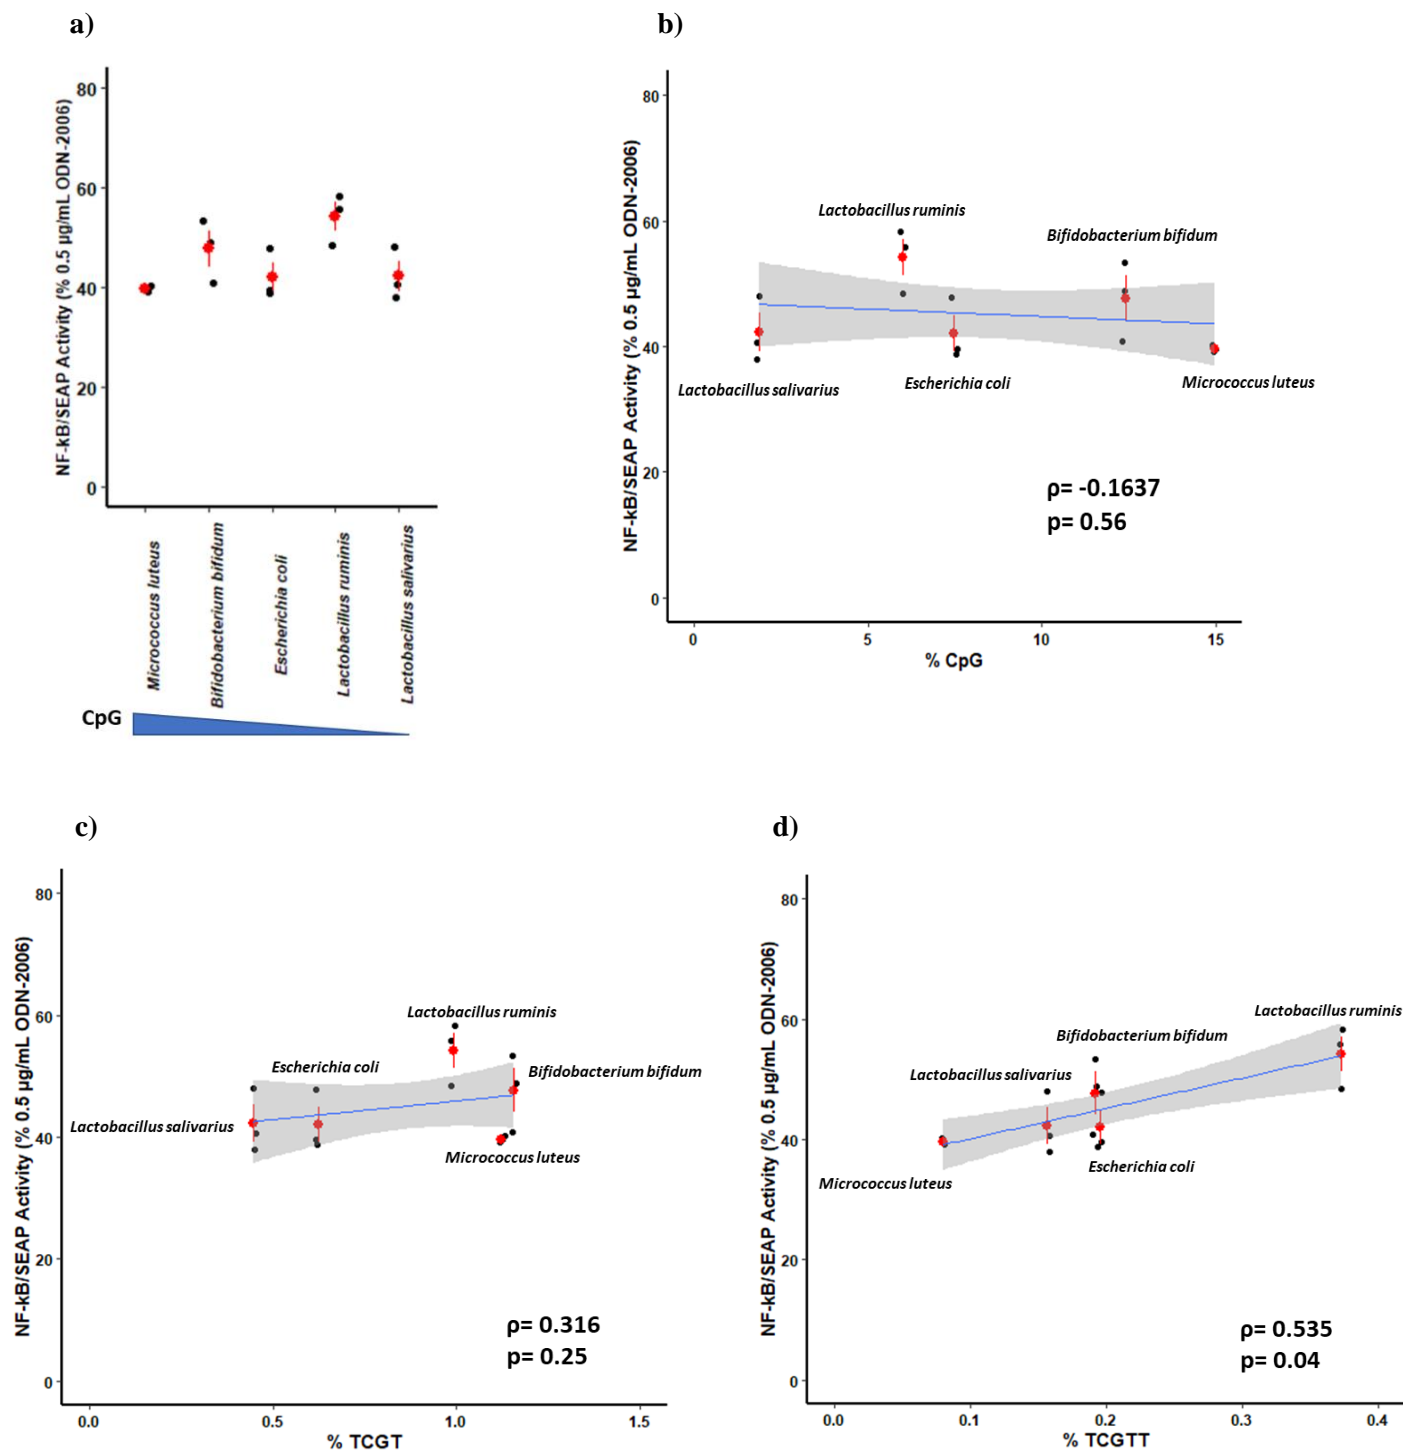 a)
NF-kB/SEAP Activity (% 0.5 µg/mL ODN-2006)
80
60
40
20
0
Micrococcus luteus
Bifidobacterium bifidum
Escherichia coli
Lactobacillus ruminis
Lactobacillus salivarius
CpG
b)
NF-kB/SEAP Activity (% 0.5 µg/mL ODN-2006)
80
60
40
20
0
Lactobacillus ruminis
Bifidobacterium bifidum
Lactobacillus salivarius
Escherichia coli
Micrococcus luteus
ρ= -0.1637
p= 0.56
0
5
10
15
% CpG
c)
NF-kB/SEAP Activity (% 0.5 µg/mL ODN-2006)
80
60
40
20
0
Lactobacillus ruminis
Escherichia coli
Bifidobacterium bifidum
Lactobacillus salivarius
Micrococcus luteus
ρ= 0.316
p= 0.25
0.0
0.5
1.0
1.5
% TCGT
d)
NF-kB/SEAP Activity (% 0.5 µg/mL ODN-2006)
80
60
40
20
0
Lactobacillus ruminis
Bifidobacterium bifidum
Lactobacillus salivarius
Escherichia coli
Micrococcus luteus
ρ= 0.535
p= 0.04
0.0
0.1
0.2
0.3
0.4
% TCGTT